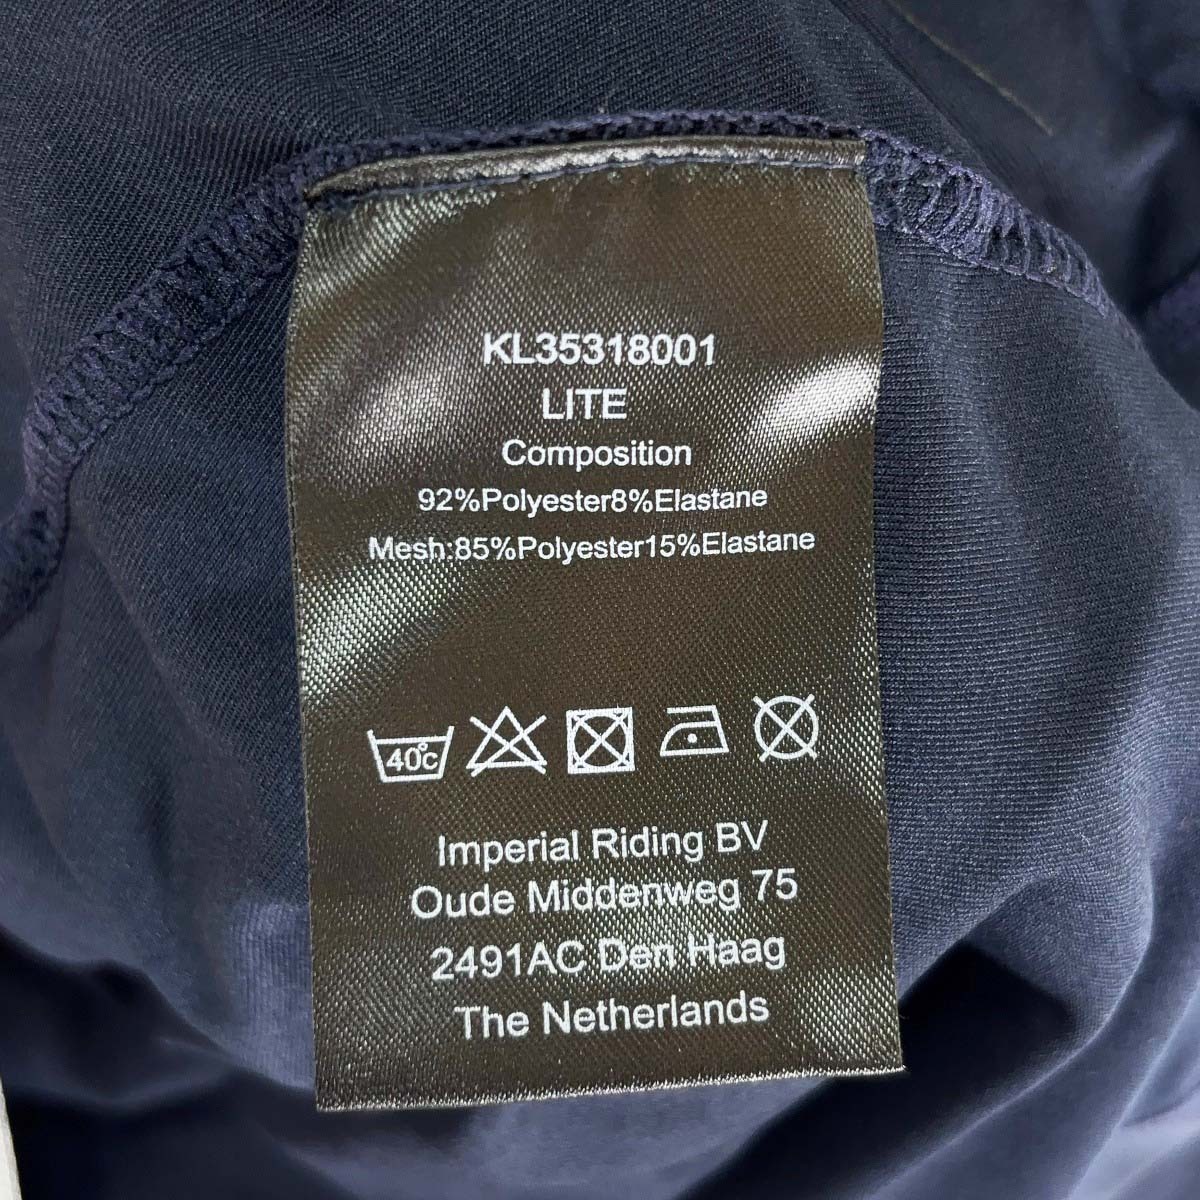 KL35318001
LITE
Composition
92%Polyester8%Elastane
Mesh:85%Polyester15%Elastane
40°C
Imperial Riding BV
Oude Middenweg 75
2491AC Den Haag
The Netherlands